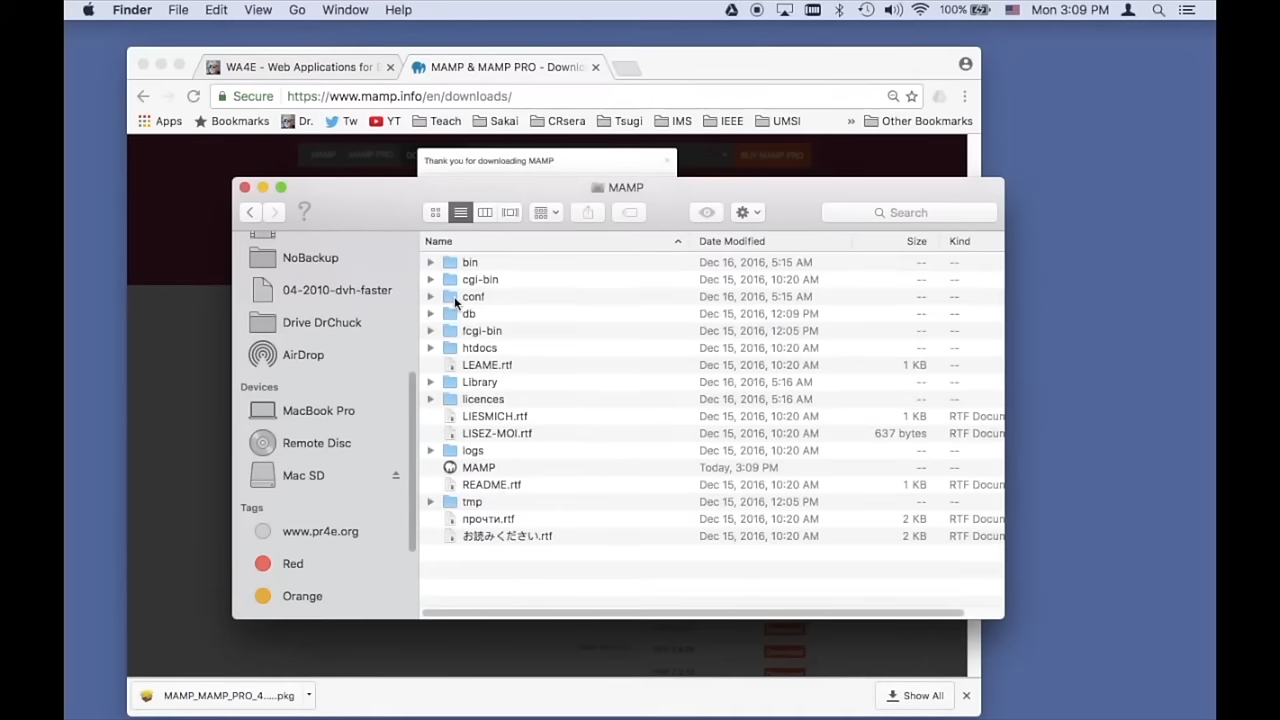 Finder File Edit View Go Window Help 100% Mon 3:09 PM
WA4E - Web Applications for E MAMP & MAMP PRO - Downlo
Secure https://www.mamp.info/en/downloads/
Apps Bookmarks Dr. Tw YT Teach Sakai CRsera Tsugi IMS IEEE UMSI » Other Bookmarks
MAMP MAMP PRO BUY MAMP PRO
Thank you for downloading MAMP
MAMP
Search
Name Date Modified Size Kind
bin Dec 16, 2016, 5:15 AM -- --
NoBackup
cgi-bin Dec 15, 2016, 10:20 AM -- --
04-2010-dvh-faster
conf Dec 16, 2016, 5:15 AM -- --
db Dec 15, 2016, 12:09 PM -- --
Drive DrChuck
fcgi-bin Dec 15, 2016, 12:05 PM -- --
AirDrop
htdocs Dec 15, 2016, 10:20 AM -- --
LEAME.rtf Dec 15, 2016, 10:20 AM 1 KB --
Devices
Library Dec 16, 2016, 5:16 AM -- --
licences Dec 16, 2016, 5:16 AM -- --
MacBook Pro
LIESMICH.rtf Dec 15, 2016, 10:20 AM 1 KB RTF Docun
LISEZ-MOI.rtf Dec 15, 2016, 10:20 AM 637 bytes RTF Docun
Remote Disc
logs Dec 15, 2016, 10:20 AM -- --
MAMP Today, 3:09 PM -- --
Mac SD
README.rtf Dec 15, 2016, 10:20 AM 1 KB RTF Docun
tmp Dec 15, 2016, 12:05 PM -- --
Tags
прочти.rtf Dec 15, 2016, 10:20 AM 2 KB RTF Docun
www.pr4e.org
お読みください.rtf Dec 15, 2016, 10:20 AM 2 KB RTF Docun
Red
Orange
MAMP_MAMP_PRO_4.....pkg Show All